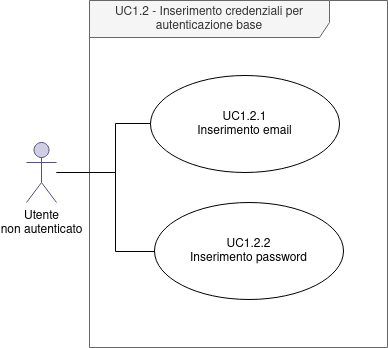 UC1.2 - Inserimento credenziali per
autenticazione base
UC1.2.1
Inserimento email
Utente
non autenticato
UC1.2.2
Inserimento password